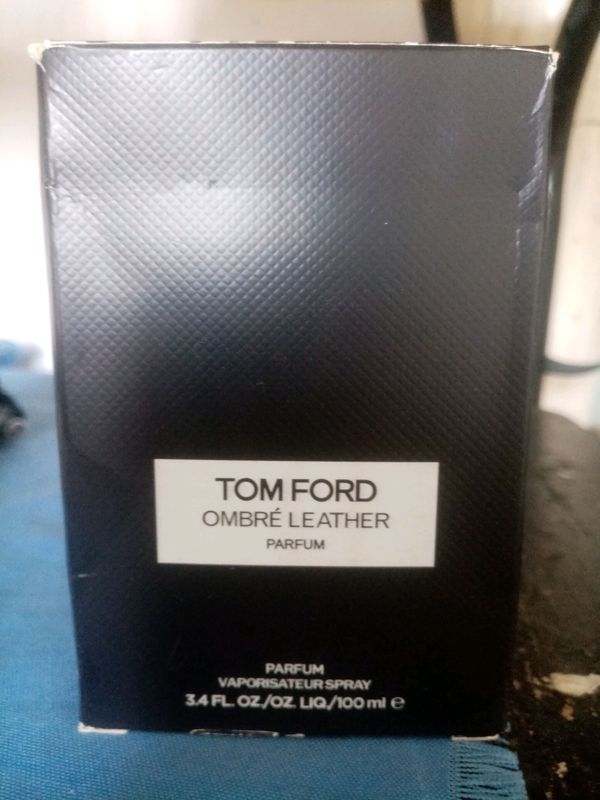 TOM FORD
OMBRÉ LEATHER
PARFUM
PARFUM
VAPORISATEUR SPRAY
3.4 FL. OZ./OZ. LIQ./100 ml ℮